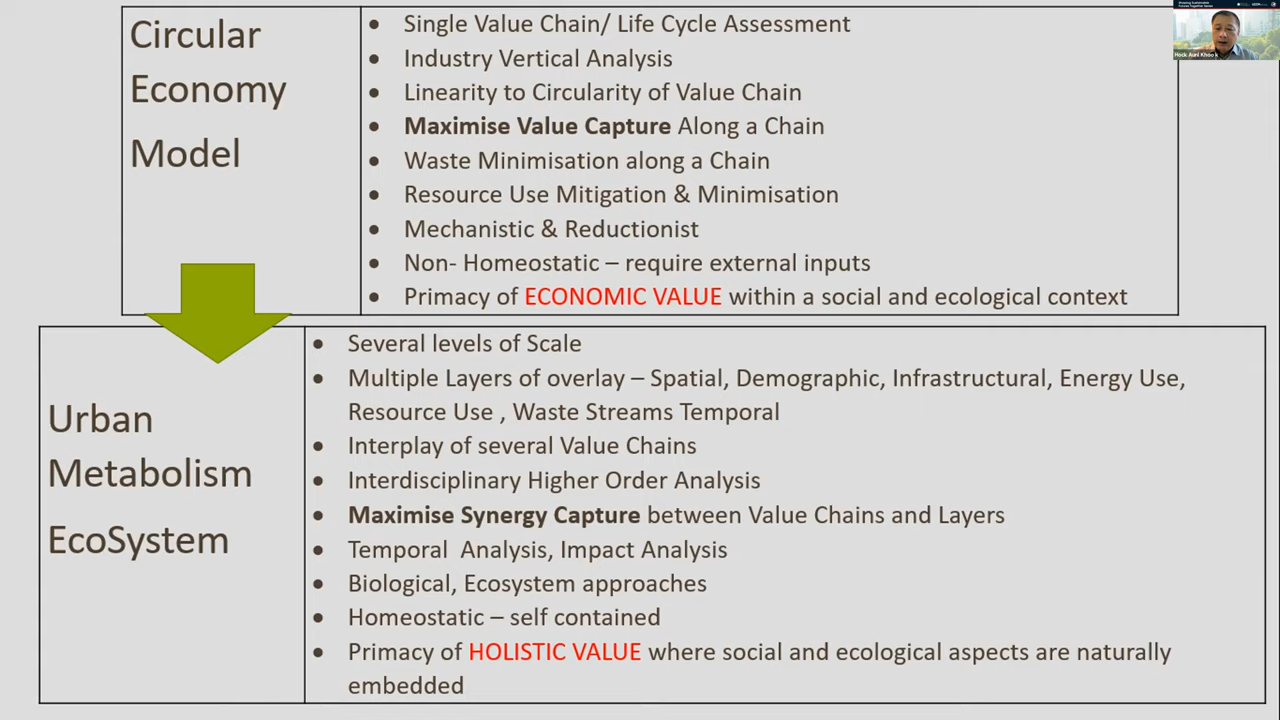 Circular
Economy
Model
• Single Value Chain/ Life Cycle Assessment
• Industry Vertical Analysis
• Linearity to Circularity of Value Chain
• Maximise Value Capture Along a Chain
• Waste Minimisation along a Chain
• Resource Use Mitigation & Minimisation
• Mechanistic & Reductionist
• Non- Homeostatic – require external inputs
• Primacy of ECONOMIC VALUE within a social and ecological context
Urban
Metabolism
EcoSystem
• Several levels of Scale
• Multiple Layers of overlay – Spatial, Demographic, Infrastructural, Energy Use,
Resource Use , Waste Streams Temporal
• Interplay of several Value Chains
• Interdisciplinary Higher Order Analysis
• Maximise Synergy Capture between Value Chains and Layers
• Temporal  Analysis, Impact Analysis
• Biological, Ecosystem approaches
• Homeostatic – self contained
• Primacy of HOLISTIC VALUE where social and ecological aspects are naturally
embedded